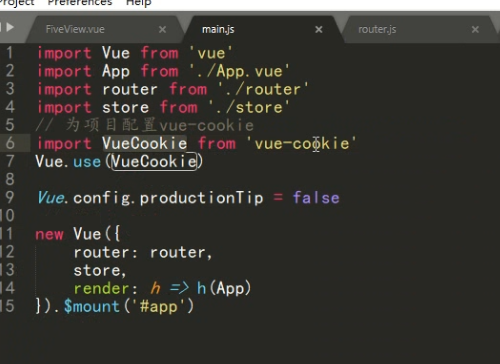 Project Preferences Help
FiveView.vue × main.js × router.js ×
1 import Vue from 'vue'
2 import App from './App.vue'
3 import router from './router'
4 import store from './store'
5 // 为项目配置vue-cookie
6 import VueCookie from 'vue-cookie'
7 Vue.use(VueCookie)
8
9 Vue.config.productionTip = false
10
11 new Vue({
12 router: router,
13 store,
14 render: h => h(App)
15 }).$mount('#app')